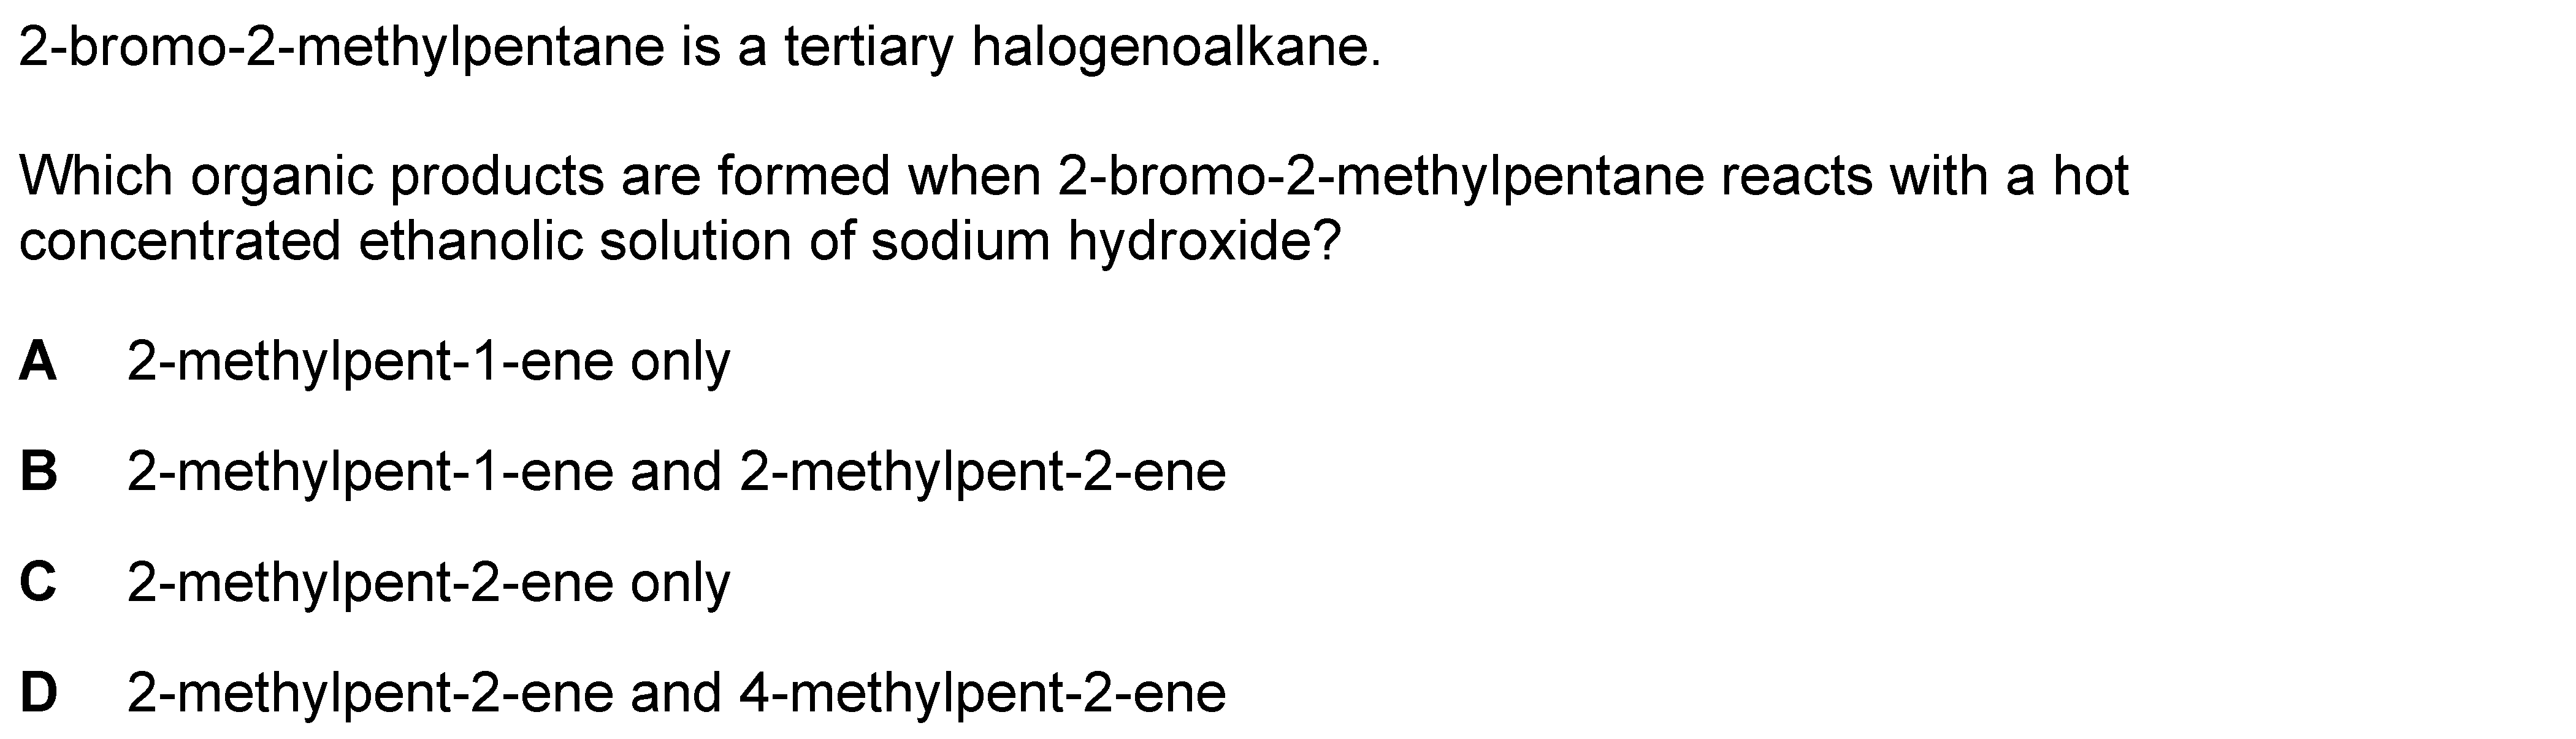 2-bromo-2-methylpentane is a tertiary halogenoalkane.
Which organic products are formed when 2-bromo-2-methylpentane reacts with a hot
concentrated ethanolic solution of sodium hydroxide?
A 2-methylpent-1-ene only
B 2-methylpent-1-ene and 2-methylpent-2-ene
C 2-methylpent-2-ene only
D 2-methylpent-2-ene and 4-methylpent-2-ene